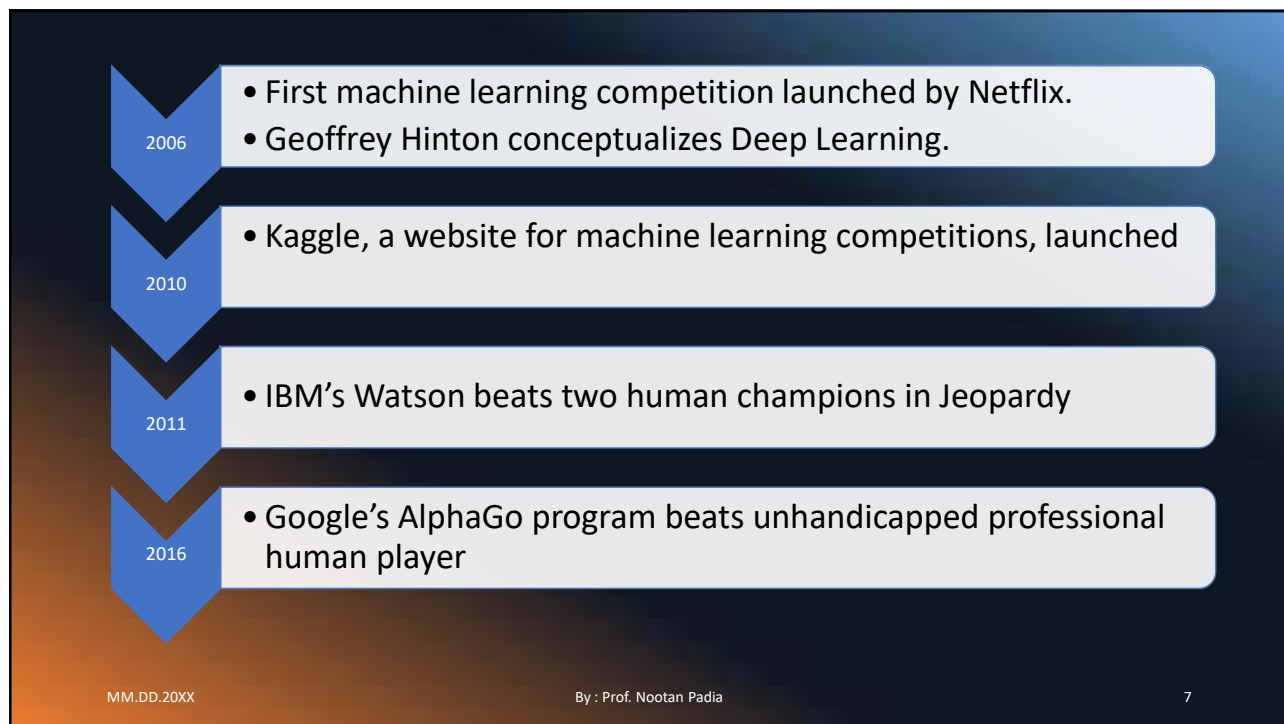 2006
• First machine learning competition launched by Netflix.
• Geoffrey Hinton conceptualizes Deep Learning.
2010
• Kaggle, a website for machine learning competitions, launched
2011
• IBM’s Watson beats two human champions in Jeopardy
2016
• Google’s AlphaGo program beats unhandicapped professional
human player
MM.DD.20XX
By : Prof. Nootan Padia
7